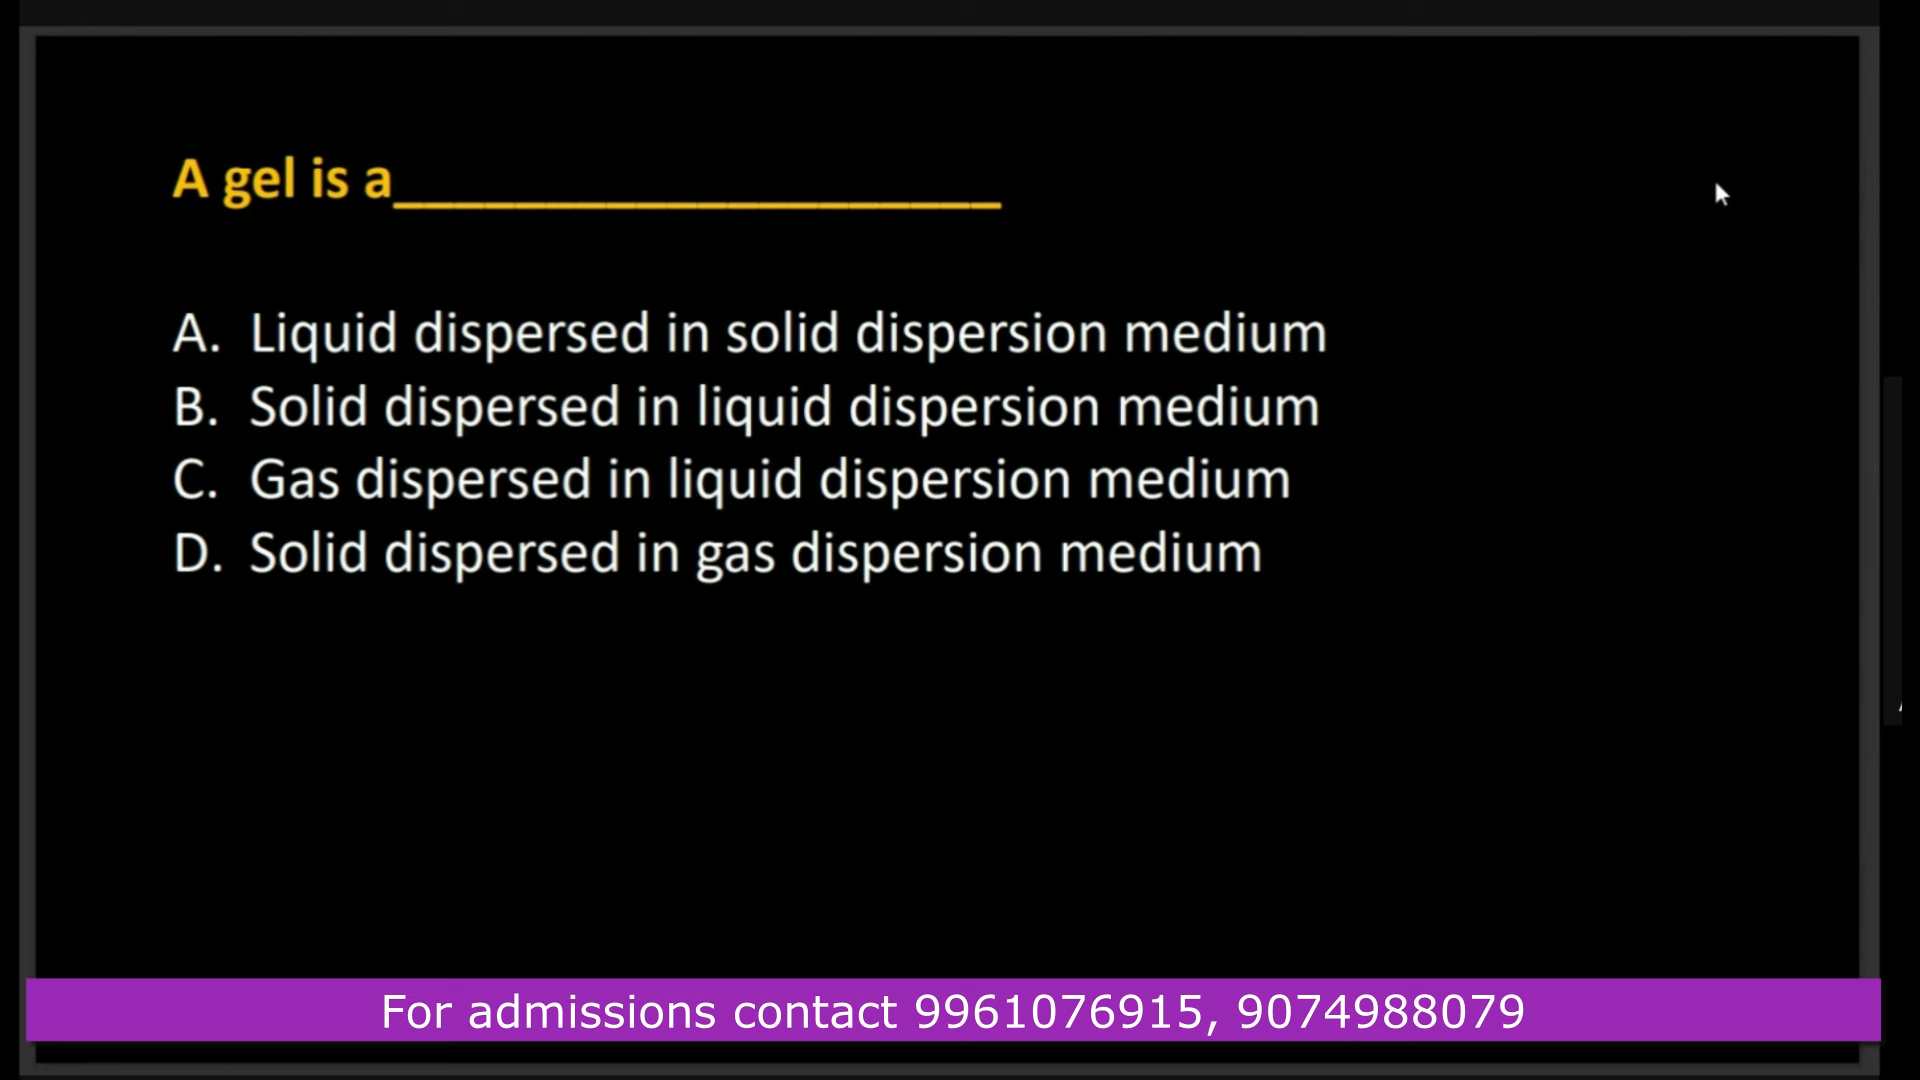 A gel is a____________________
A. Liquid dispersed in solid dispersion medium
B. Solid dispersed in liquid dispersion medium
C. Gas dispersed in liquid dispersion medium
D. Solid dispersed in gas dispersion medium
For admissions contact 9961076915, 9074988079